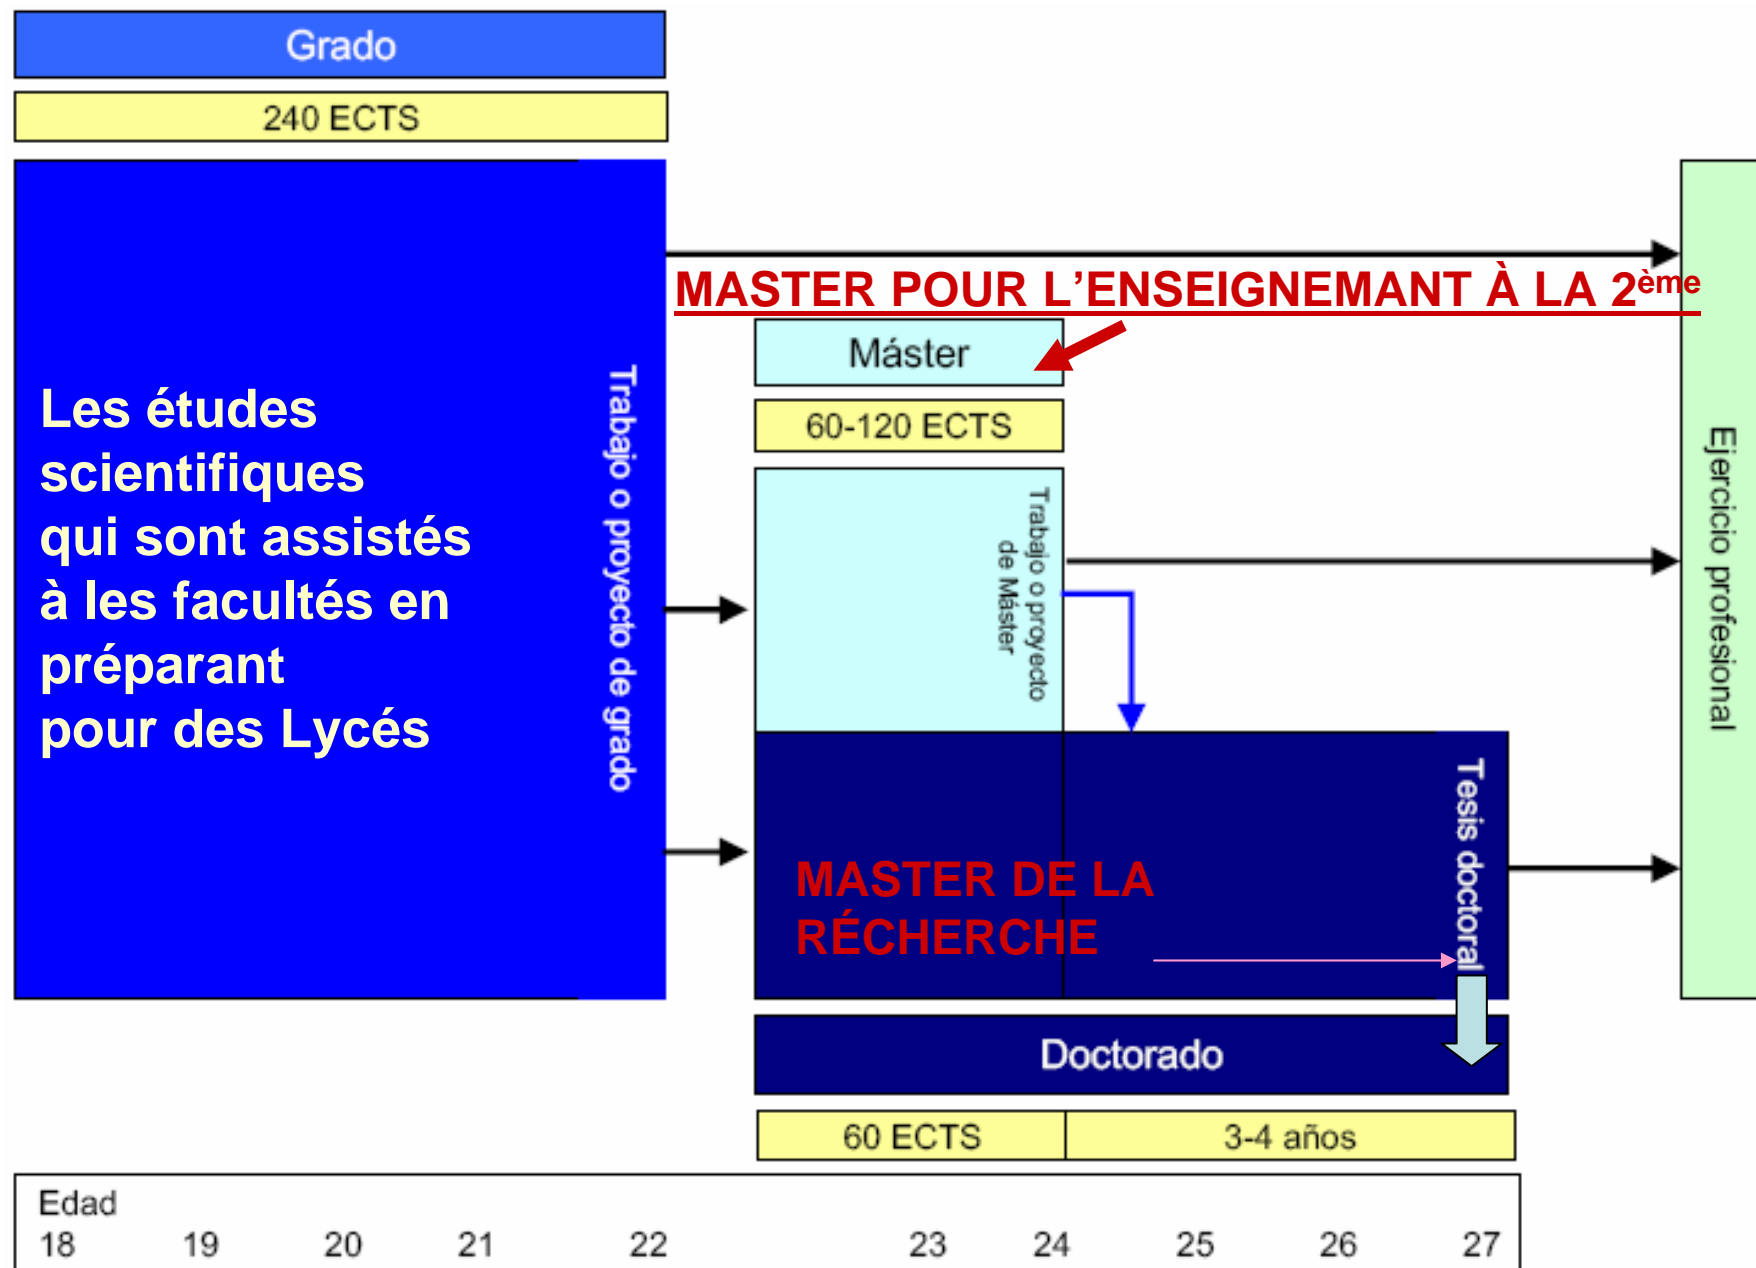 Grado
240 ECTS
MASTER POUR L’ENSEIGNEMANT À LA 2ème
Máster
60-120 ECTS
Les études
scientifiques
qui sont assistés
à les facultés en
préparant
pour des Lycés
Trabajo o proyecto de grado
Trabajo o proyecto
de Máster
Ejercicio profesional
MASTER DE LA
RÉCHERCHE
Tesis doctoral
Doctorado
60 ECTS
3-4 años
Edad
18 19 20 21 22 23 24 25 26 27